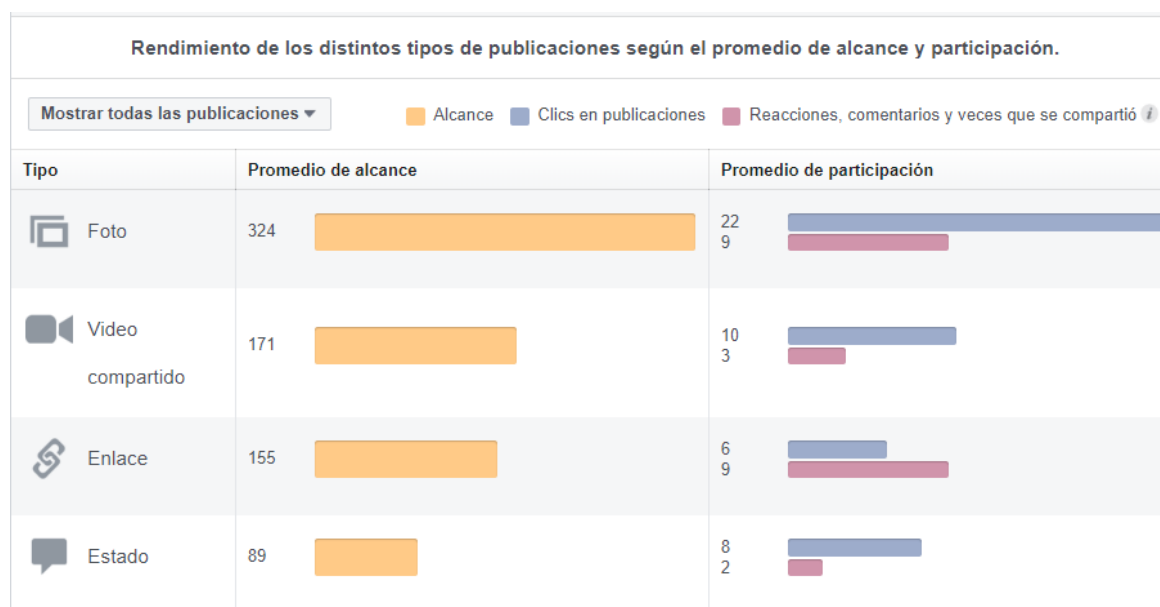 Rendimiento de los distintos tipos de publicaciones según el promedio de alcance y participación.
Mostrar todas las publicaciones
Alcance Clics en publicaciones Reacciones, comentarios y veces que se compartió i
Tipo Promedio de alcance Promedio de participación
Foto 324 22
9
Video compartido 171 10
3
Enlace 155 6
9
Estado 89 8
2